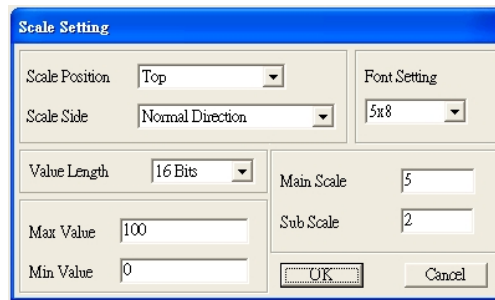 Scale Setting
Scale Position Top
Scale Side Normal Direction
Font Setting
5x8
Value Length 16 Bits
Max Value 100
Min Value 0
Main Scale 5
Sub Scale 2
OK Cancel